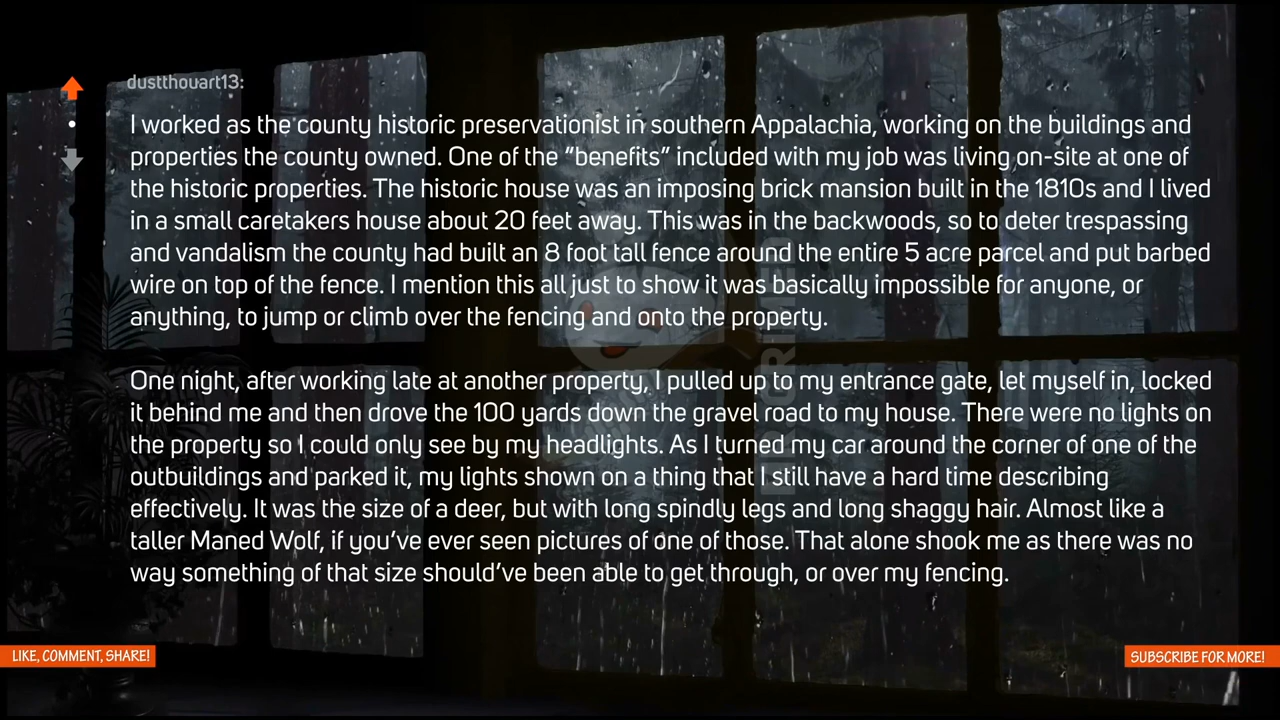 dustthouart13:
I worked as the county historic preservationist in southern Appalachia, working on the buildings and
properties the county owned. One of the “benefits” included with my job was living on-site at one of
the historic properties. The historic house was an imposing brick mansion built in the 1810s and I lived
in a small caretakers house about 20 feet away. This was in the backwoods, so to deter trespassing
and vandalism the county had built an 8 foot tall fence around the entire 5 acre parcel and put barbed
wire on top of the fence. I mention this all just to show it was basically impossible for anyone, or
anything, to jump or climb over the fencing and onto the property.
One night, after working late at another property, I pulled up to my entrance gate, let myself in, locked
it behind me and then drove the 100 yards down the gravel road to my house. There were no lights on
the property so I could only see by my headlights. As I turned my car around the corner of one of the
outbuildings and parked it, my lights shown on a thing that I still have a hard time describing
effectively. It was the size of a deer, but with long spindly legs and long shaggy hair. Almost like a
taller Maned Wolf, if you’ve ever seen pictures of one of those. That alone shook me as there was no
way something of that size should’ve been able to get through, or over my fencing.
LIKE, COMMENT, SHARE!
SUBSCRIBE FOR MORE!